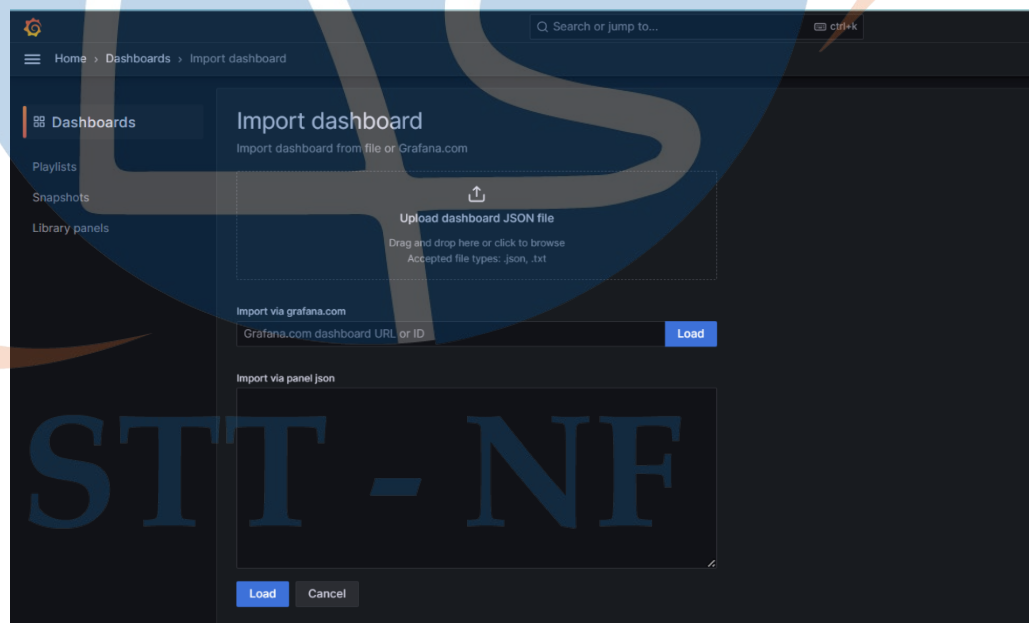 Search or jump to... ctrl+k
Home › Dashboards › Import dashboard
Dashboards
Playlists
Snapshots
Library panels
Import dashboard
Import dashboard from file or Grafana.com
Upload dashboard JSON file
Drag and drop here or click to browse
Accepted file types: .json, .txt
Import via grafana.com
Grafana.com dashboard URL or ID Load
Import via panel json
STT - NF
Load Cancel